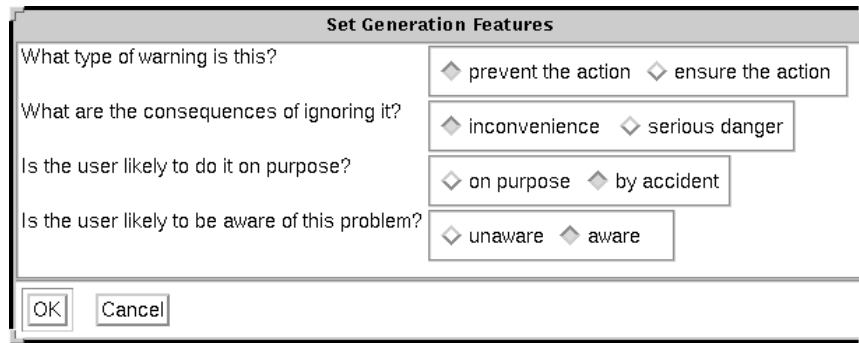 Set Generation Features
What type of warning is this? prevent the action ensure the action
What are the consequences of ignoring it? inconvenience serious danger
Is the user likely to do it on purpose? on purpose by accident
Is the user likely to be aware of this problem? unaware aware
OK Cancel